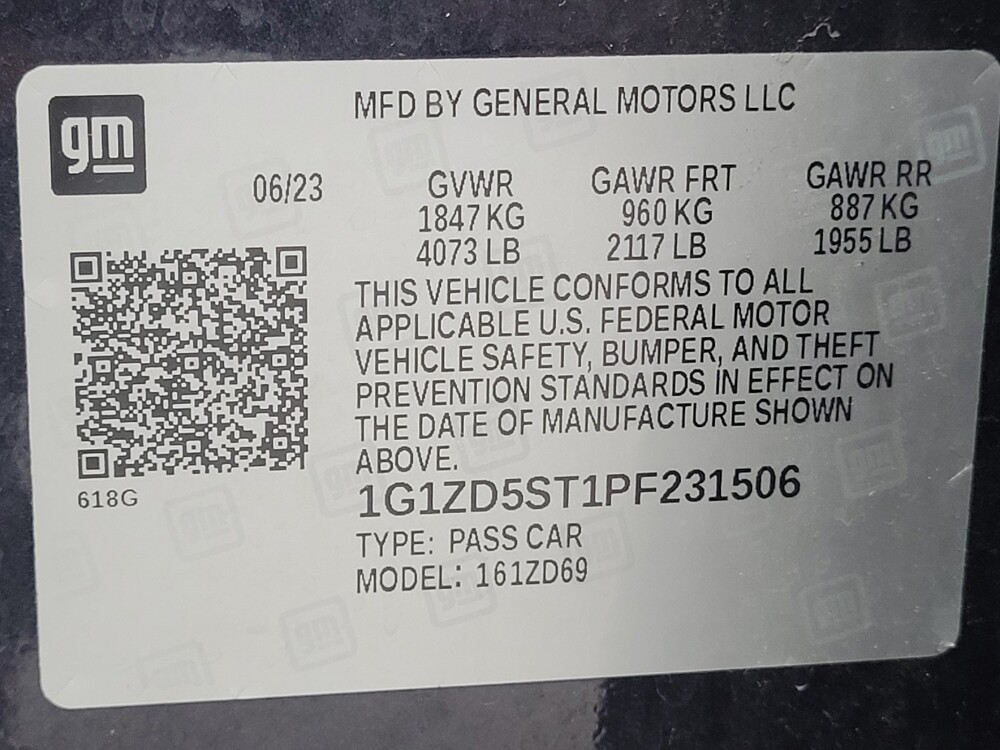 gm
MFD BY GENERAL MOTORS LLC
06/23 GVWR GAWR FRT GAWR RR
1847 KG 960 KG 887 KG
4073 LB 2117 LB 1955 LB
THIS VEHICLE CONFORMS TO ALL
APPLICABLE U.S. FEDERAL MOTOR
VEHICLE SAFETY, BUMPER, AND THEFT
PREVENTION STANDARDS IN EFFECT ON
THE DATE OF MANUFACTURE SHOWN
ABOVE.
618G
1G1ZD5ST1PF231506
TYPE: PASS CAR
MODEL: 161ZD69